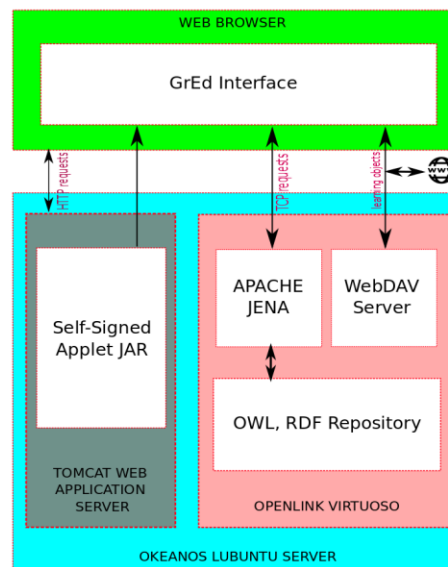 WEB BROWSER
GrEd Interface
HTTP requests
TCP requests
learning objects
www
Self-Signed
Applet JAR
APACHE
JENA
WebDAV
Server
OWL, RDF Repository
TOMCAT WEB
APPLICATION
SERVER
OPENLINK VIRTUOSO
OKEANOS LUBUNTU SERVER